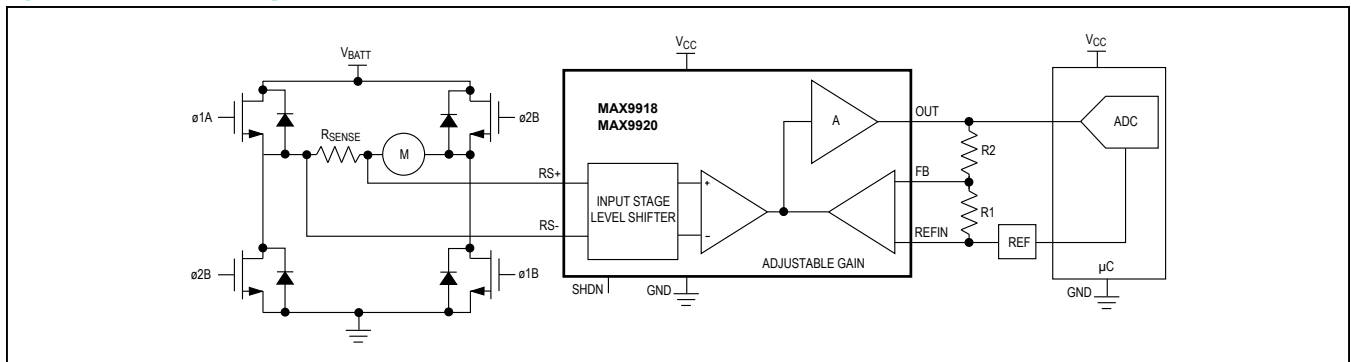 VBATT
ø1A
ø2B
RSENSE
M
ø2B
ø1B
VCC
MAX9918
MAX9920
RS+
RS-
INPUT STAGE
LEVEL SHIFTER
+
−
A
ADJUSTABLE GAIN
SHDN
GND
OUT
FB
REFIN
R2
R1
REF
VCC
ADC
µC
GND